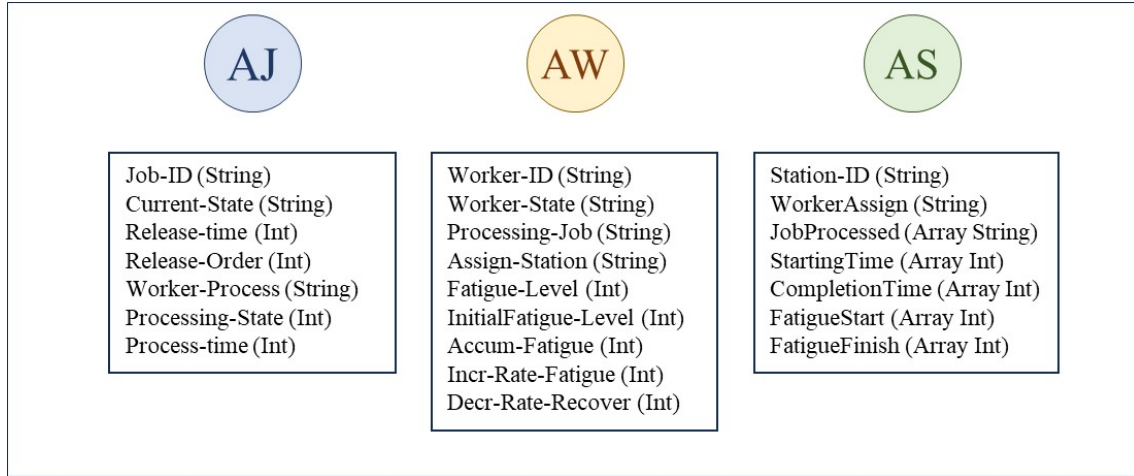 AJ
AW
AS
Job-ID (String)
Current-State (String)
Release-time (Int)
Release-Order (Int)
Worker-Process (String)
Processing-State (Int)
Process-time (Int)
Worker-ID (String)
Worker-State (String)
Processing-Job (String)
Assign-Station (String)
Fatigue-Level (Int)
InitialFatigue-Level (Int)
Accum-Fatigue (Int)
Incr-Rate-Fatigue (Int)
Decr-Rate-Recover (Int)
Station-ID (String)
WorkerAssign (String)
JobProcessed (Array String)
StartingTime (Array Int)
CompletionTime (Array Int)
FatigueStart (Array Int)
FatigueFinish (Array Int)